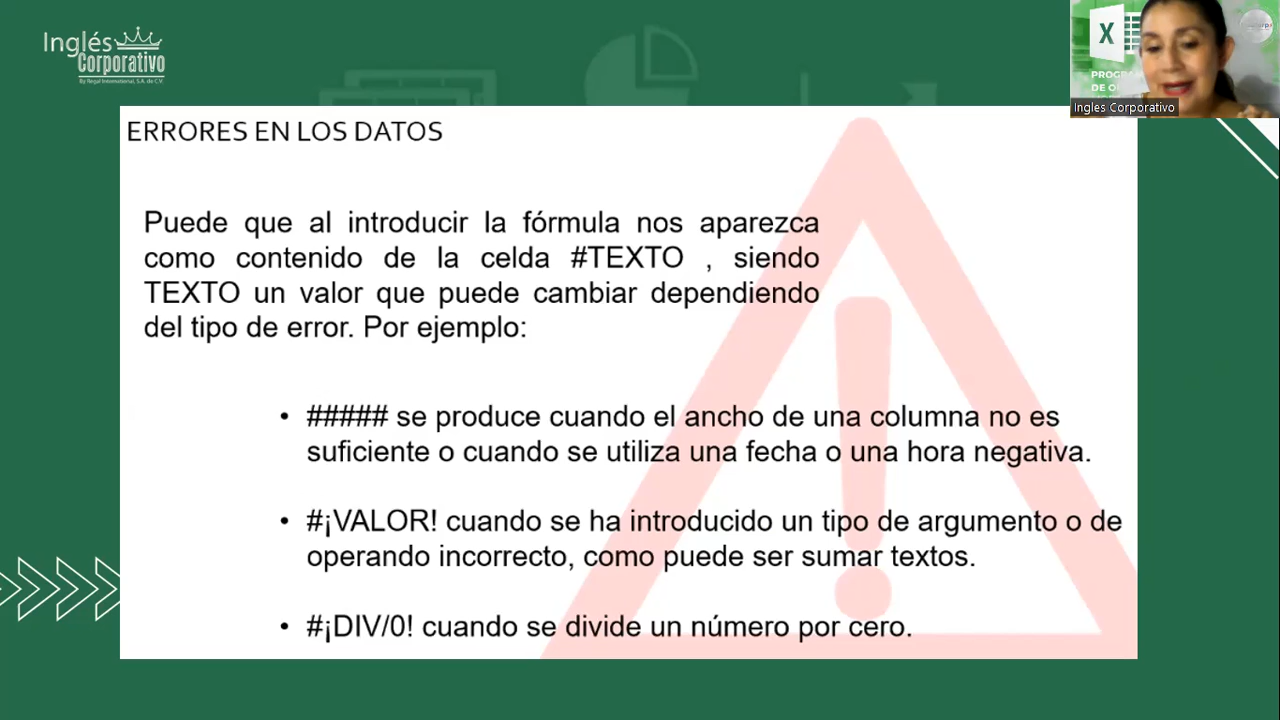 Inglés
Corporativo
By Regal International, S.A. de C.V.
X
PROGRAM
DE O
Ingles Corporativo
ERRORES EN LOS DATOS
Puede que al introducir la fórmula nos aparezca
como contenido de la celda #TEXTO , siendo
TEXTO un valor que puede cambiar dependiendo
del tipo de error. Por ejemplo:
• ##### se produce cuando el ancho de una columna no es
suficiente o cuando se utiliza una fecha o una hora negativa.
• #¡VALOR! cuando se ha introducido un tipo de argumento o de
operando incorrecto, como puede ser sumar textos.
• #¡DIV/0! cuando se divide un número por cero.